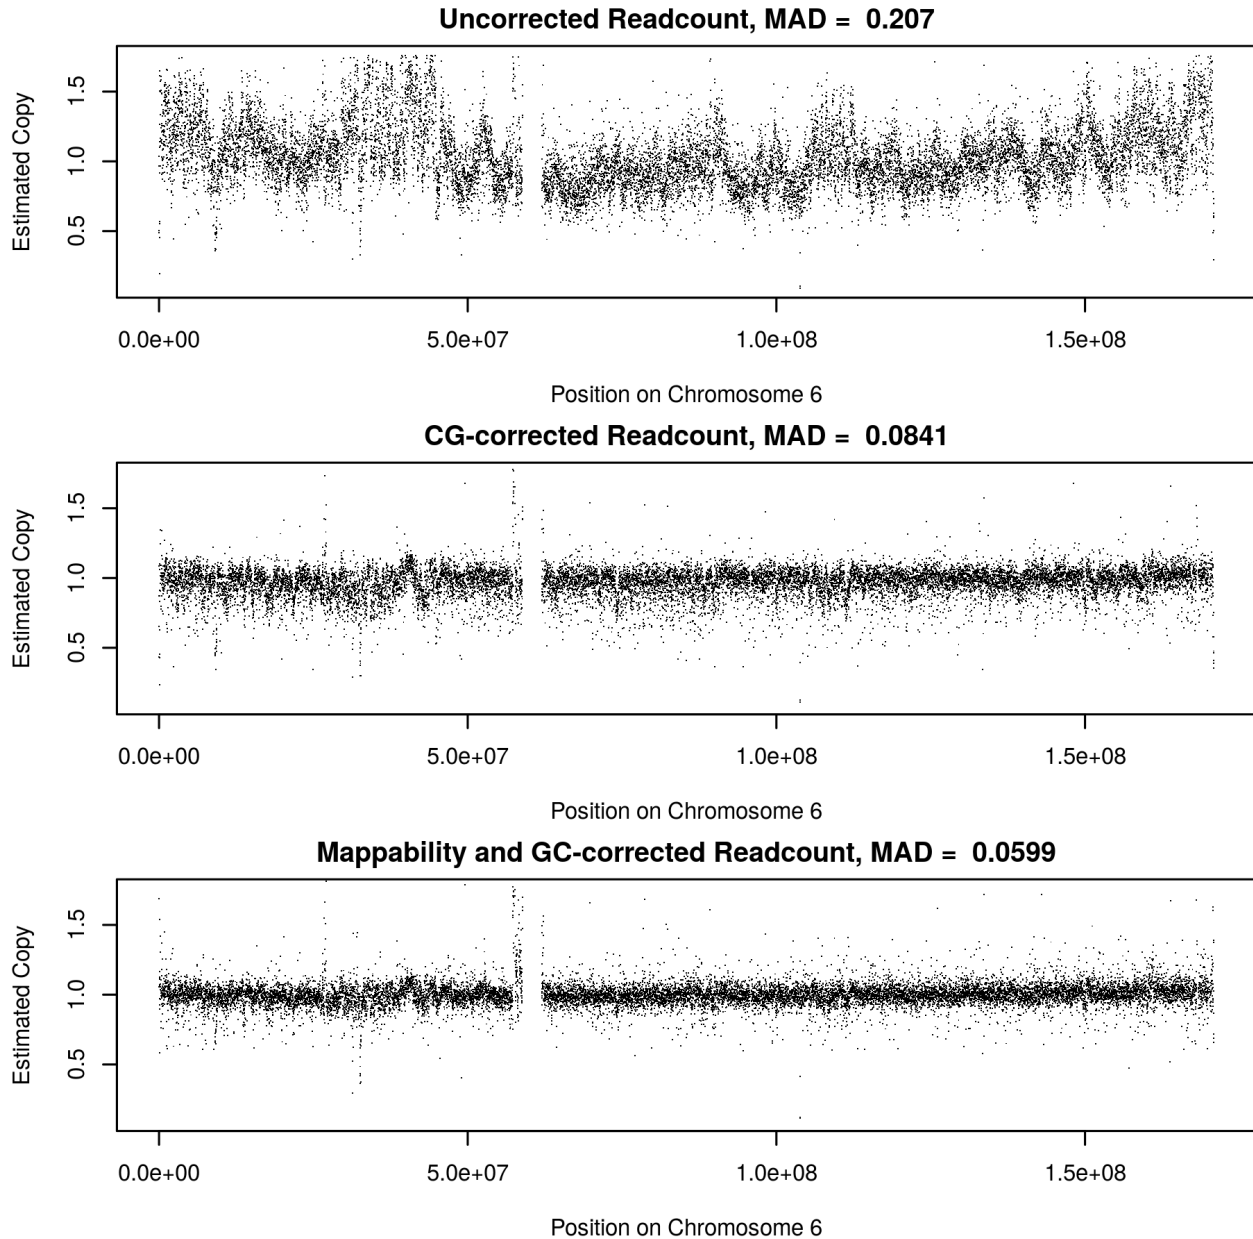 Uncorrected Readcount, MAD =  0.207
Estimated Copy
1.5
1.0
0.5
0.0e+00 5.0e+07 1.0e+08 1.5e+08
Position on Chromosome 6
CG-corrected Readcount, MAD =  0.0841
Estimated Copy
1.5
1.0
0.5
0.0e+00 5.0e+07 1.0e+08 1.5e+08
Position on Chromosome 6
Mappability and GC-corrected Readcount, MAD =  0.0599
Estimated Copy
1.5
1.0
0.5
0.0e+00 5.0e+07 1.0e+08 1.5e+08
Position on Chromosome 6